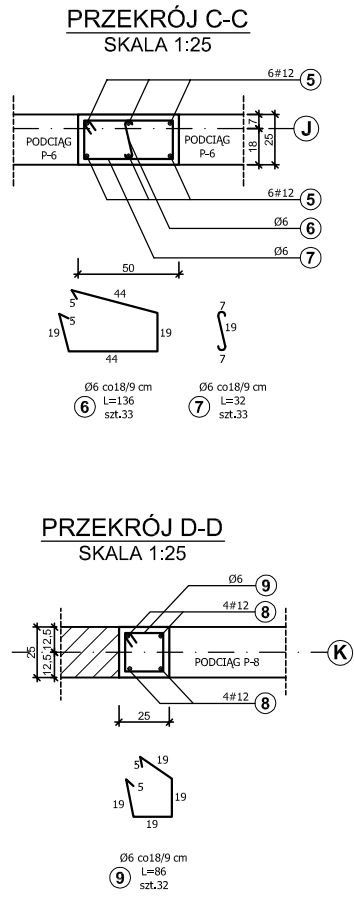 PRZEKRÓJ C-C
SKALA 1:25
6#12 5
PODCIĄG
P-6
PODCIĄG
P-6
J
7
18
25
6#12 5
Ø6 6
Ø6 7
50
44
5
5
19
19
44
7
19
7
6
Ø6 co18/9 cm
L=136
szt.33
7
Ø6 co18/9 cm
L=32
szt.33
PRZEKRÓJ D-D
SKALA 1:25
Ø6 9
4#12 8
25
12,5
12,5
PODCIĄG P-8
K
4#12 8
25
5
19
5
19
19
19
9
Ø6 co18/9 cm
L=86
szt.32